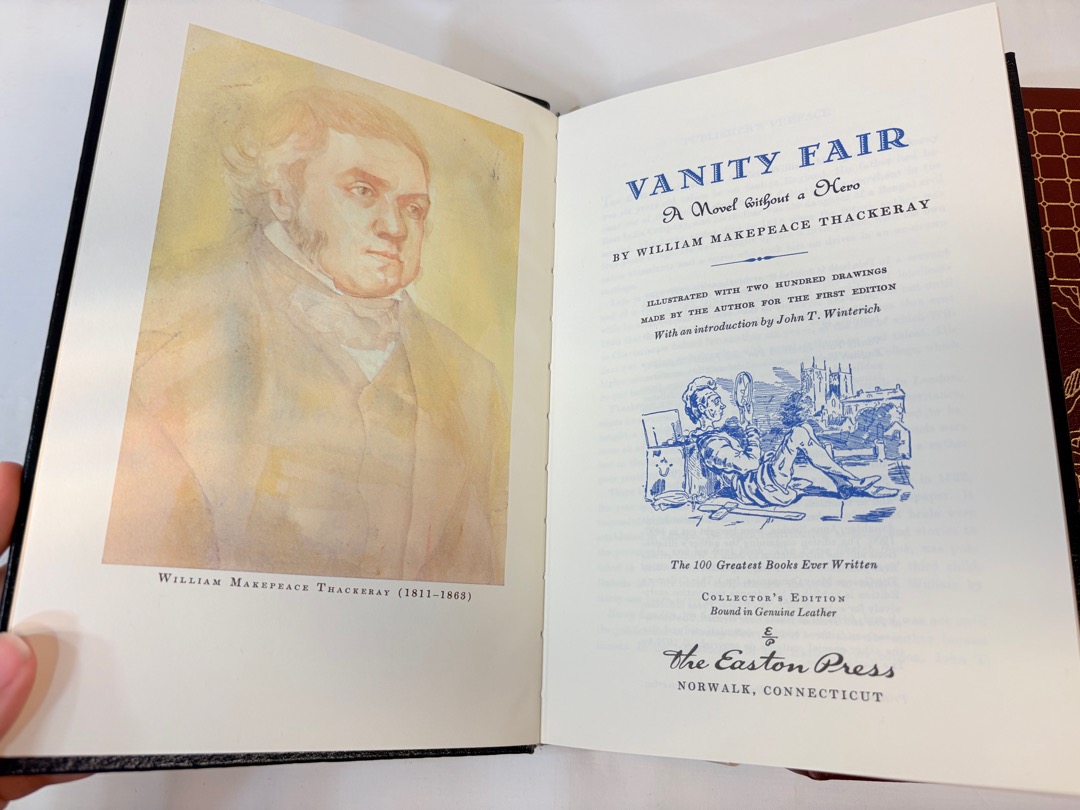 WILLIAM MAKEPEACE THACKERAY (1811–1863)
VANITY FAIR
A Novel without a Hero
BY WILLIAM MAKEPEACE THACKERAY
ILLUSTRATED WITH TWO HUNDRED DRAWINGS
MADE BY THE AUTHOR FOR THE FIRST EDITION
With an introduction by John T. Winterich
The 100 Greatest Books Ever Written
COLLECTOR'S EDITION
Bound in Genuine Leather
E/P
The Easton Press
NORWALK, CONNECTICUT